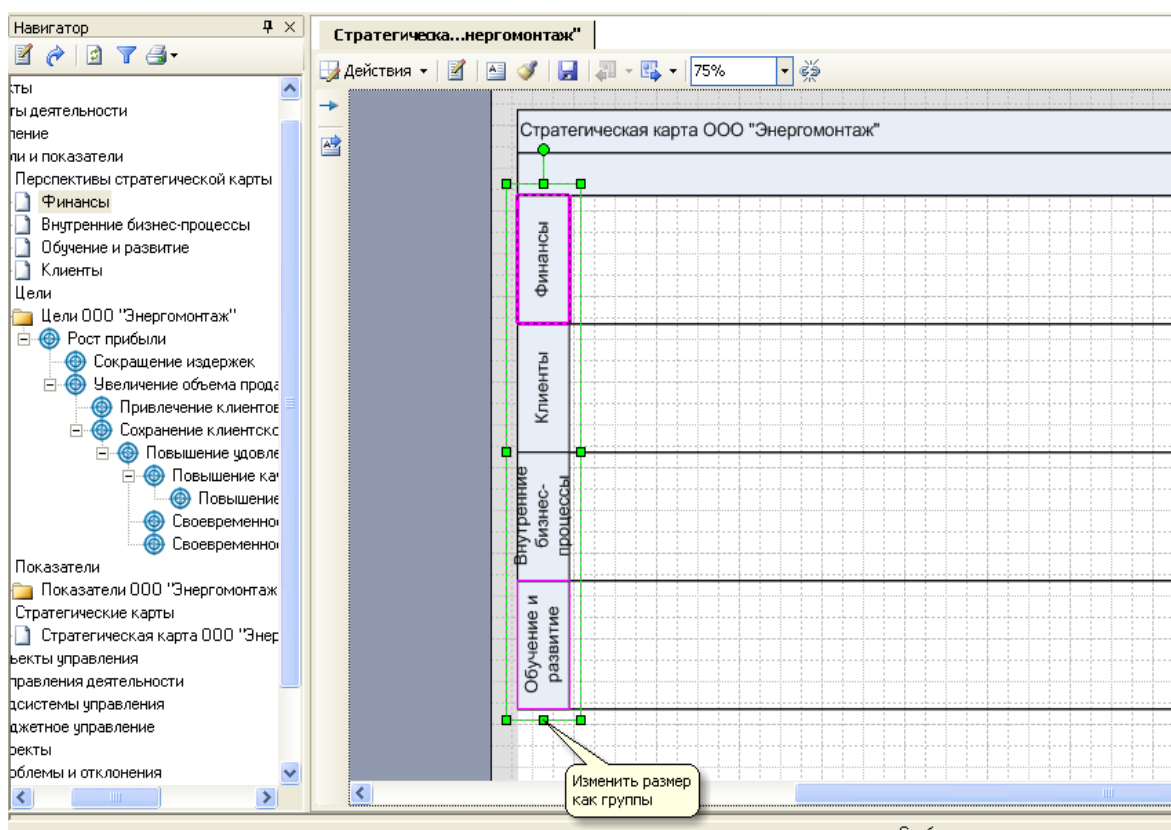 Навигатор
кты
ты деятельности
ление
ли и показатели
Перспективы стратегической карты
Финансы
Внутренние бизнес-процессы
Обучение и развитие
Клиенты
Цели
Цели ООО "Энергомонтаж"
Рост прибыли
Сокращение издержек
Увеличение объема прода
Привлечение клиентов
Сохранение клиентско
Повышение удовле
Повышение ка
Повышение
Своевременно
Своевременно
Показатели
Показатели ООО "Энергомонтаж
Стратегические карты
Стратегическая карта ООО "Энер
ъекты управления
правления деятельности
дсистемы управления
джетное управление
оекты
облемы и отклонения
Стратегическа...нергомонтаж"
Действия
75%
Стратегическая карта ООО "Энергомонтаж"
Финансы
Клиенты
Внутренние
бизнес-
процессы
Обучение и
развитие
Изменить размер
как группы